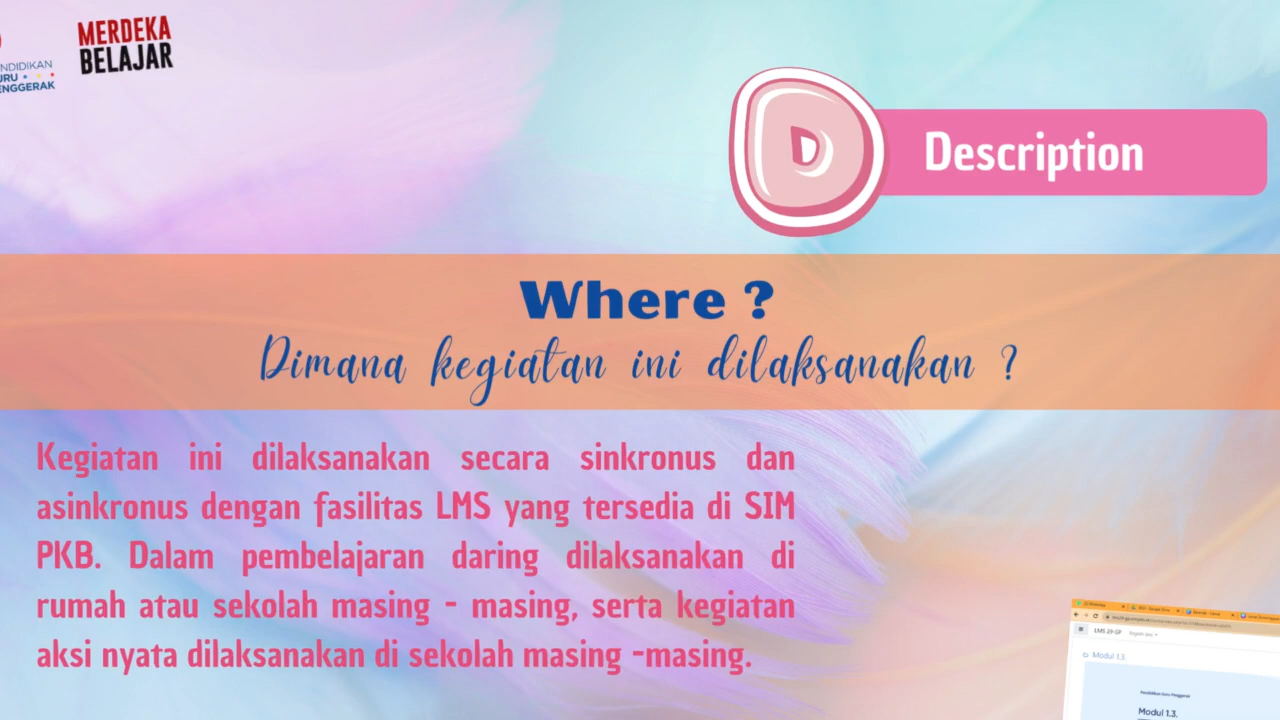 MERDEKA
BELAJAR
D
Description
Where ?
Dimana kegiatan ini dilaksanakan ?
Kegiatan ini dilaksanakan secara sinkronus dan
asinkronus dengan fasilitas LMS yang tersedia di SIM
PKB. Dalam pembelajaran daring dilaksanakan di
rumah atau sekolah masing - masing, serta kegiatan
aksi nyata dilaksanakan di sekolah masing -masing.
LMS 29-GP
Modul 1.3.
Pendidikan Guru Penggerak
Modul 1.3.